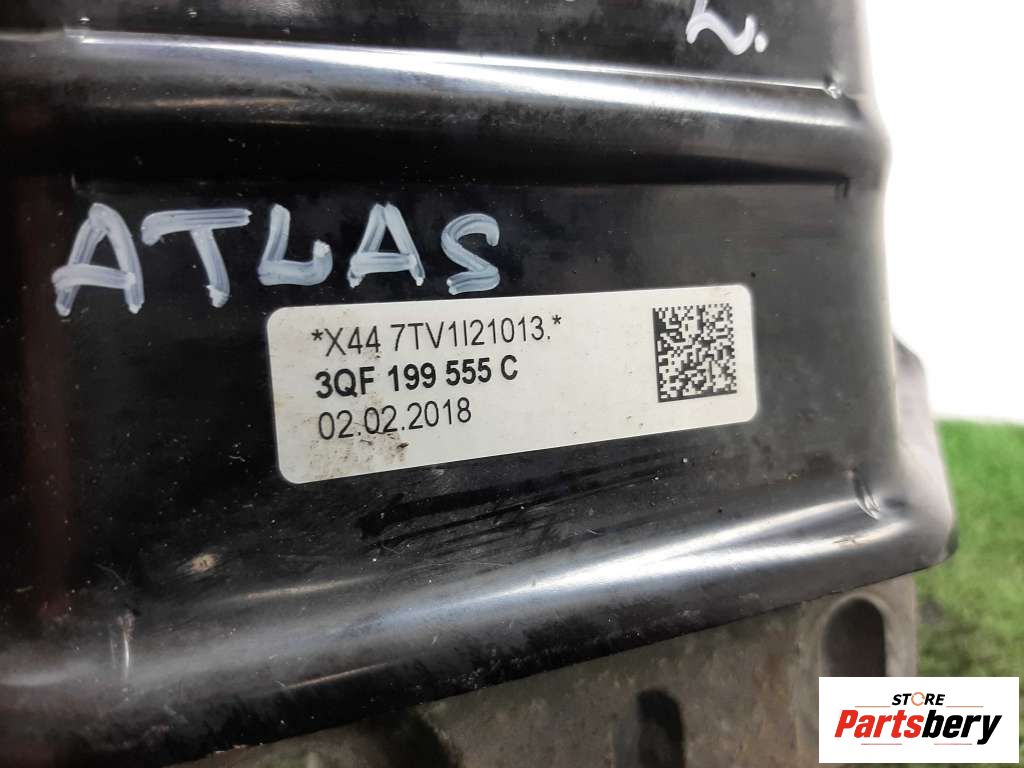 L.
ATLAS
*X44 7TV1I21013.*
3QF 199 555 C
02.02.2018
STORE
Partsbery